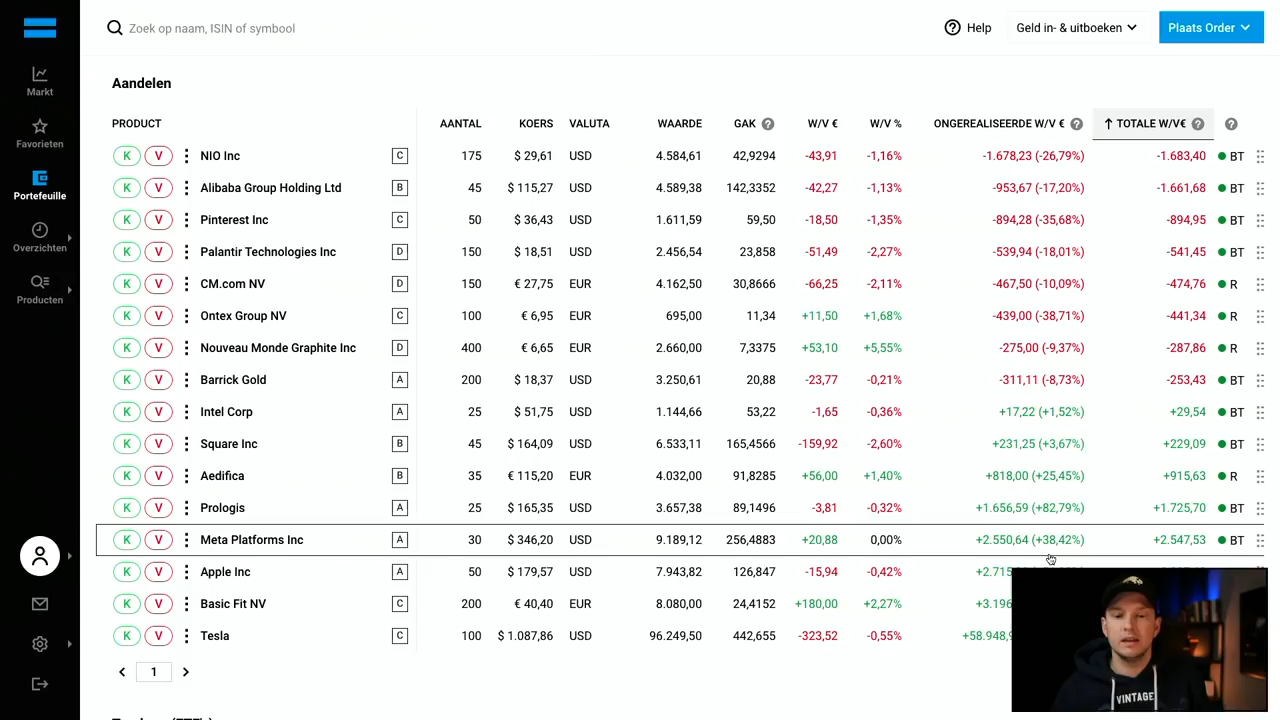 Zoek op naam, ISIN of symbool
Help
Geld in- & uitboeken
Plaats Order
Markt
Favorieten
Portefeuille
Overzichten
Producten
Aandelen
PRODUCT AANTAL KOERS VALUTA WAARDE GAK W/V € W/V % ONGEREALISEERDE W/V € TOTALE W/V€
K V NIO Inc C 175 $ 29,61 USD 4.584,61 42,9294 -43,91 -1,16% -1.678,23 (-26,79%) -1.683,40 BT
K V Alibaba Group Holding Ltd B 45 $ 115,27 USD 4.589,38 142,3352 -42,27 -1,13% -953,67 (-17,20%) -1.661,68 BT
K V Pinterest Inc C 50 $ 36,43 USD 1.611,59 59,50 -18,50 -1,35% -894,28 (-35,68%) -894,95 BT
K V Palantir Technologies Inc D 150 $ 18,51 USD 2.456,54 23,858 -51,49 -2,27% -539,94 (-18,01%) -541,45 BT
K V CM.com NV D 150 € 27,75 EUR 4.162,50 30,8666 -66,25 -2,11% -467,50 (-10,09%) -474,76 R
K V Ontex Group NV C 100 € 6,95 EUR 695,00 11,34 +11,50 +1,68% -439,00 (-38,71%) -441,34 R
K V Nouveau Monde Graphite Inc D 400 € 6,65 EUR 2.660,00 7,3375 +53,10 +5,55% -275,00 (-9,37%) -287,86 R
K V Barrick Gold A 200 $ 18,37 USD 3.250,61 20,88 -23,77 -0,21% -311,11 (-8,73%) -253,43 BT
K V Intel Corp A 25 $ 51,75 USD 1.144,66 53,22 -1,65 -0,36% +17,22 (+1,52%) +29,54 BT
K V Square Inc B 45 $ 164,09 USD 6.533,11 165,4566 -159,92 -2,60% +231,25 (+3,67%) +229,09 BT
K V Aedifica B 35 € 115,20 EUR 4.032,00 91,8285 +56,00 +1,40% +818,00 (+25,45%) +915,63 R
K V Prologis A 25 $ 165,35 USD 3.657,38 89,1496 -3,81 -0,32% +1.656,59 (+82,79%) +1.725,70 BT
K V Meta Platforms Inc A 30 $ 346,20 USD 9.189,12 256,4883 +20,88 0,00% +2.550,64 (+38,42%) +2.547,53 BT
K V Apple Inc A 50 $ 179,57 USD 7.943,82 126,847 -15,94 -0,42% +2.715
K V Basic Fit NV C 200 € 40,40 EUR 8.080,00 24,4152 +180,00 +2,27% +3.196
K V Tesla C 100 $ 1.087,86 USD 96.249,50 442,655 -323,52 -0,55% +58.948,9
1
VINTAGE